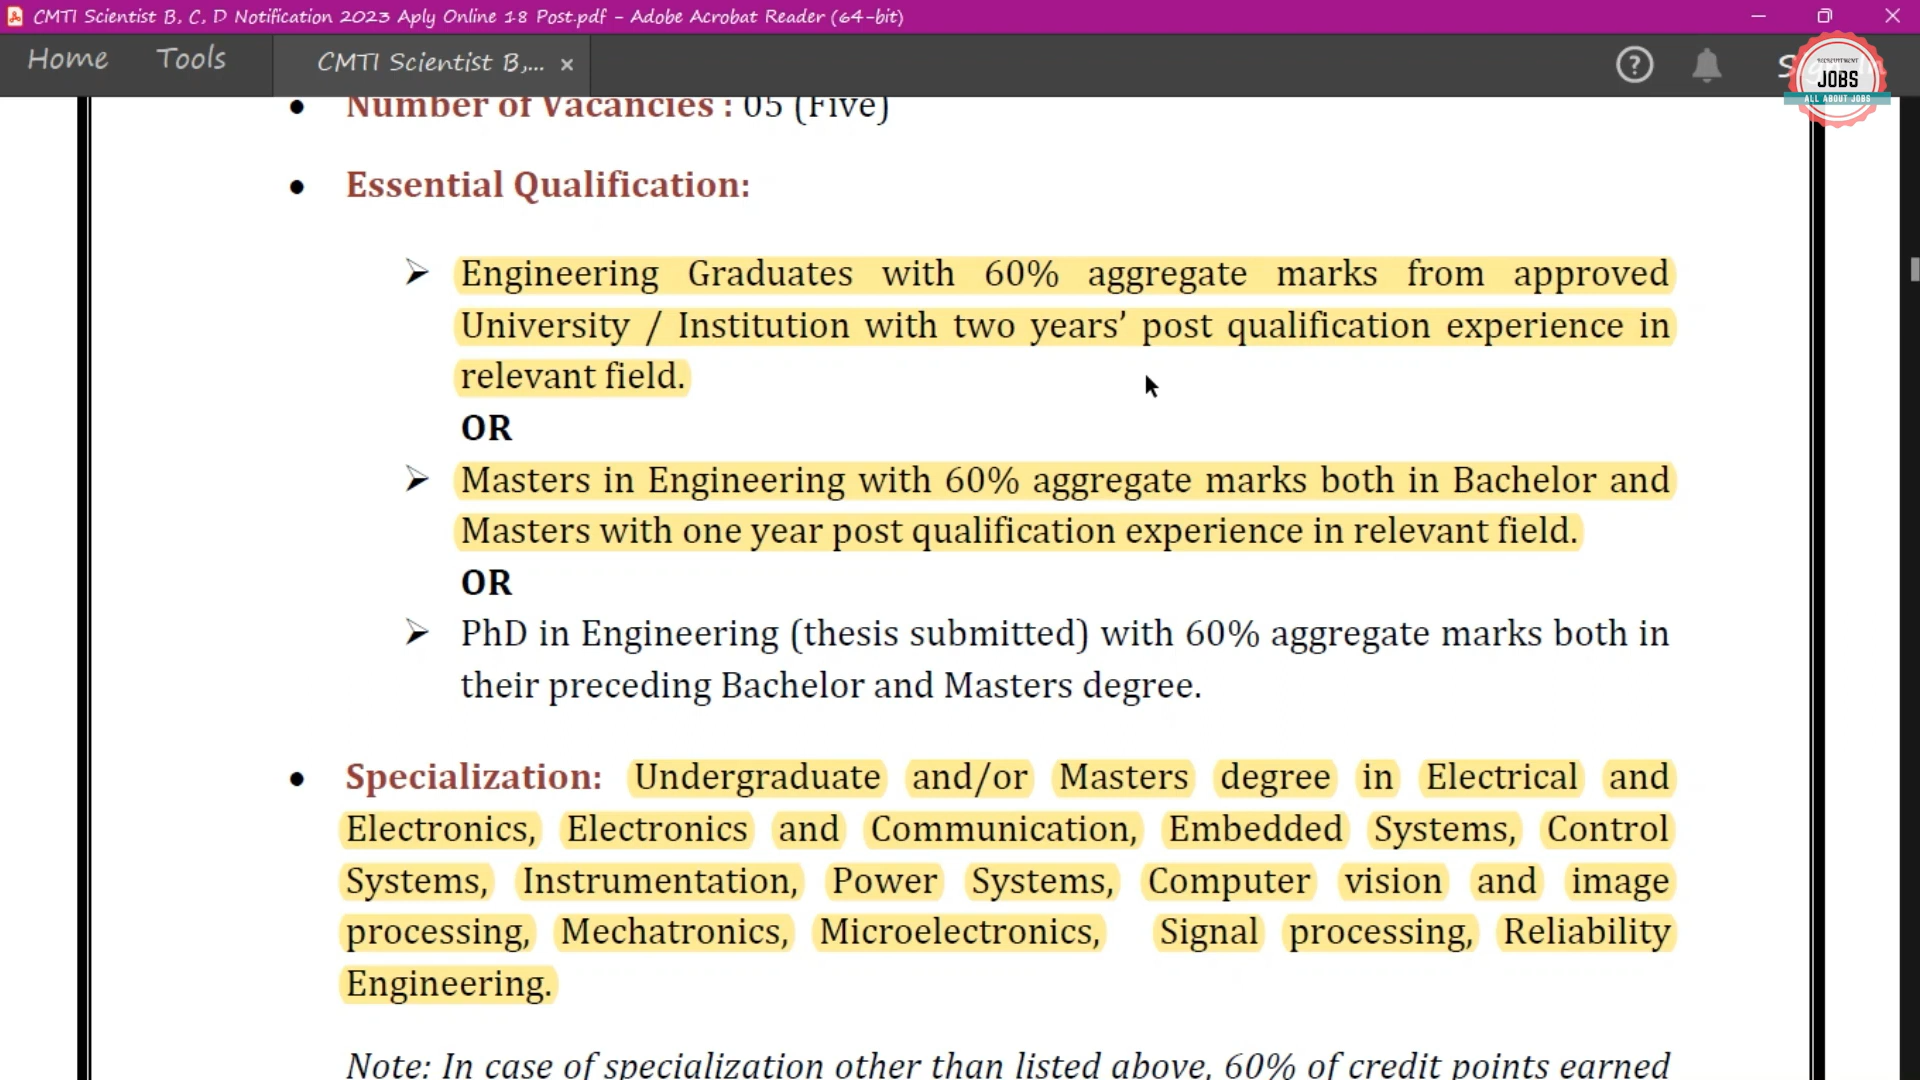 CMTI Scientist B, C, D Notification 2023 Aply Online 18 Post.pdf - Adobe Acrobat Reader (64-bit)
Home Tools CMTI Scientist B,... × ?
RECRUITMENT
JOBS
ALL ABOUT JOBS
• Number of Vacancies : 05 (Five)
• Essential Qualification:
➢ Engineering Graduates with 60% aggregate marks from approved
University / Institution with two years’ post qualification experience in
relevant field.
OR
➢ Masters in Engineering with 60% aggregate marks both in Bachelor and
Masters with one year post qualification experience in relevant field.
OR
➢ PhD in Engineering (thesis submitted) with 60% aggregate marks both in
their preceding Bachelor and Masters degree.
• Specialization: Undergraduate and/or Masters degree in Electrical and
Electronics, Electronics and Communication, Embedded Systems, Control
Systems, Instrumentation, Power Systems, Computer vision and image
processing, Mechatronics, Microelectronics, Signal processing, Reliability
Engineering.
Note: In case of specialization other than listed above, 60% of credit points earned